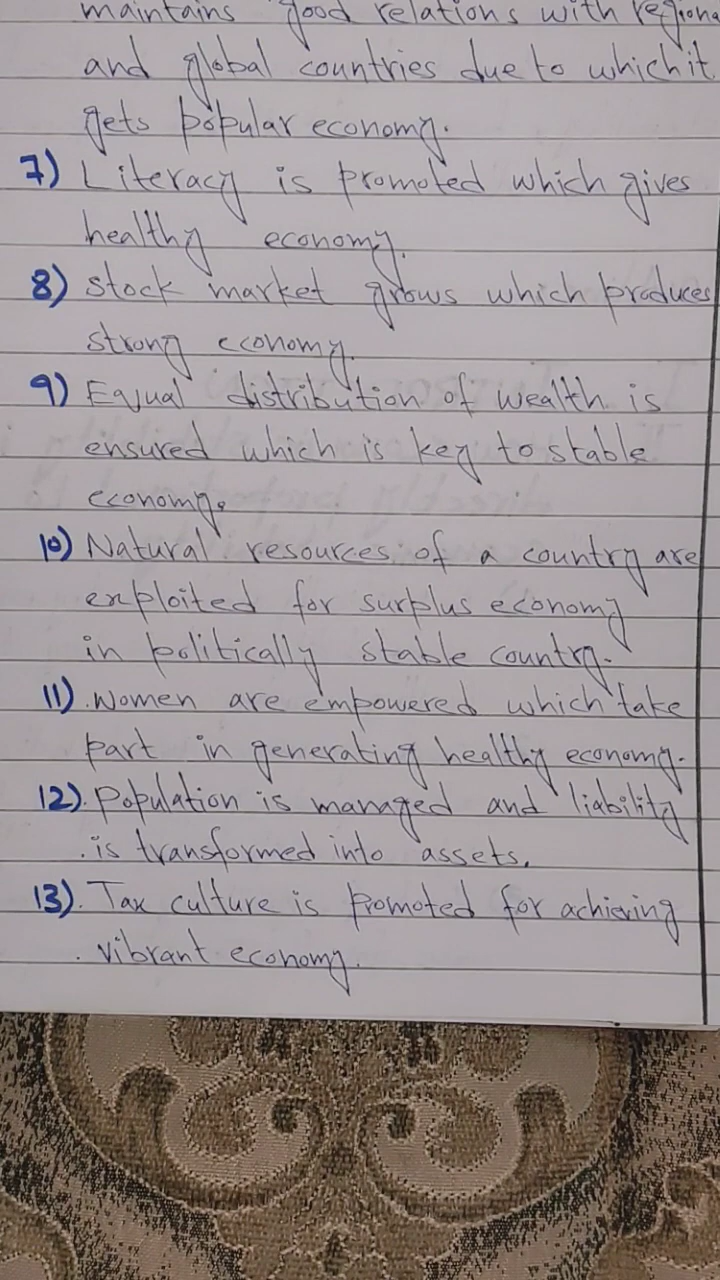 maintains good relations with regiona
and global countries due to which it
gets popular economy.
7) Literacy is promoted which gives
healthy economy.
8) Stock market grows which produces
strong economy.
9) Equal distribution of wealth is
ensured which is key to stable
economy.
10) Natural resources of a country are
exploited for surplus economy
in politically stable country.
11). Women are empowered which take
part in generating healthy economy.
12). Population is managed and liability
is transformed into assets.
13). Tax culture is promoted for achieving
vibrant economy.